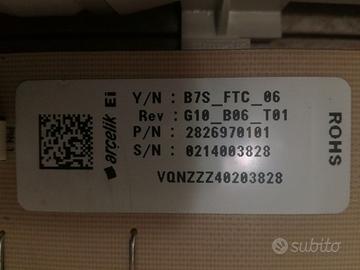 arçelik Ei
Y/N : B7S_FTC_06
Rev : G10_B06_T01
P/N : 2826970101
S/N : 0214003828
VQNZZZ40203828
ROHS
subito